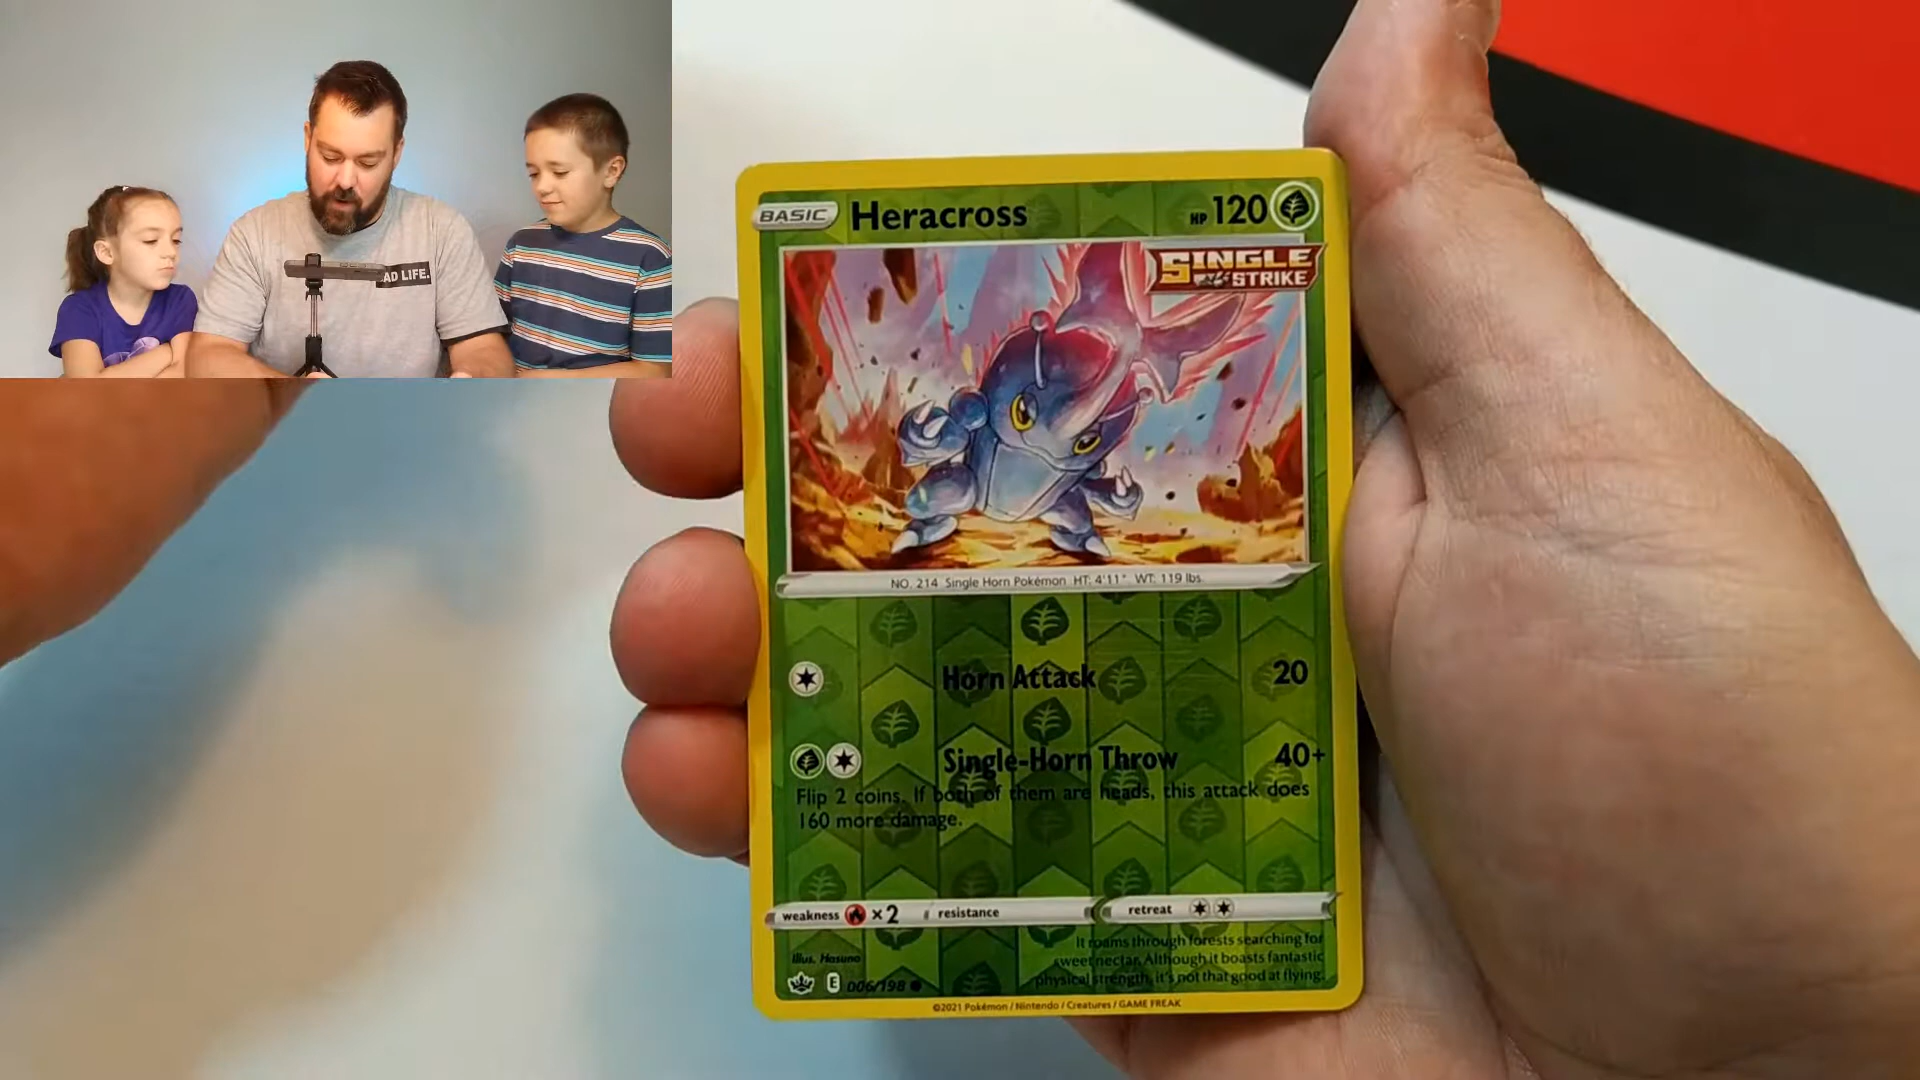 AD LIFE.
BASIC Heracross HP 120
SINGLE
STRIKE
NO. 214 Single Horn Pokémon HT: 4'11" WT: 119 lbs.
Horn Attack 20
Single-Horn Throw 40+
Flip 2 coins. If both of them are heads, this attack does
160 more damage.
weakness ×2 resistance retreat
It roams through forests searching for
sweet nectar. Although it boasts fantastic
physical strength, it's not that good at flying.
Illus. Hasuno
E 006/198
©2021 Pokémon / Nintendo / Creatures / GAME FREAK